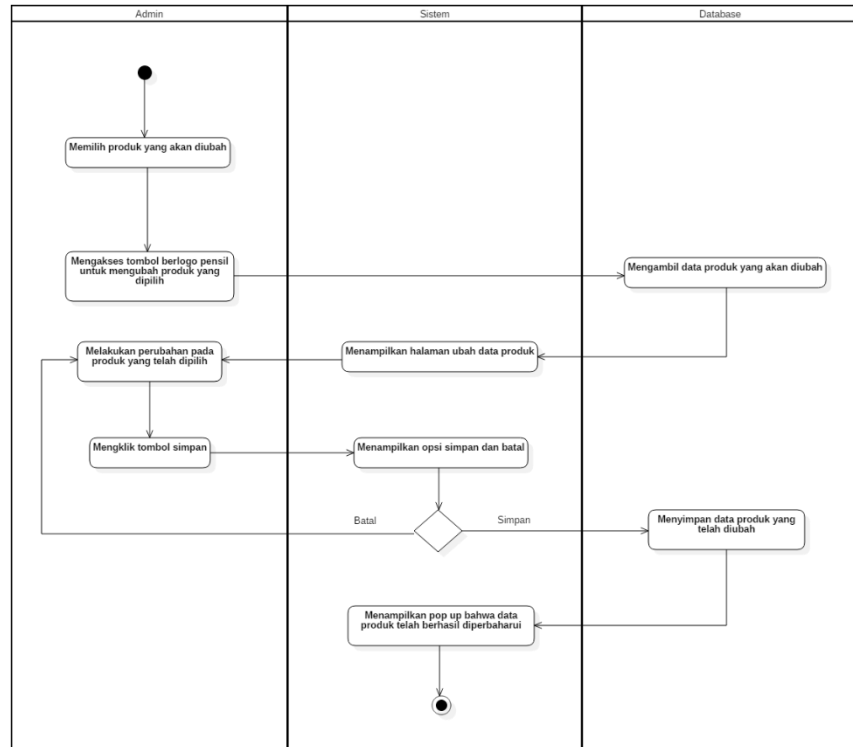 Admin
Sistem
Database
Memilih produk yang akan diubah
Mengakses tombol berlogo pensil
untuk mengubah produk yang
dipilih
Mengambil data produk yang akan diubah
Melakukan perubahan pada
produk yang telah dipilih
Menampilkan halaman ubah data produk
Mengklik tombol simpan
Menampilkan opsi simpan dan batal
Batal
Simpan
Menyimpan data produk yang
telah diubah
Menampilkan pop up bahwa data
produk telah berhasil diperbaharui